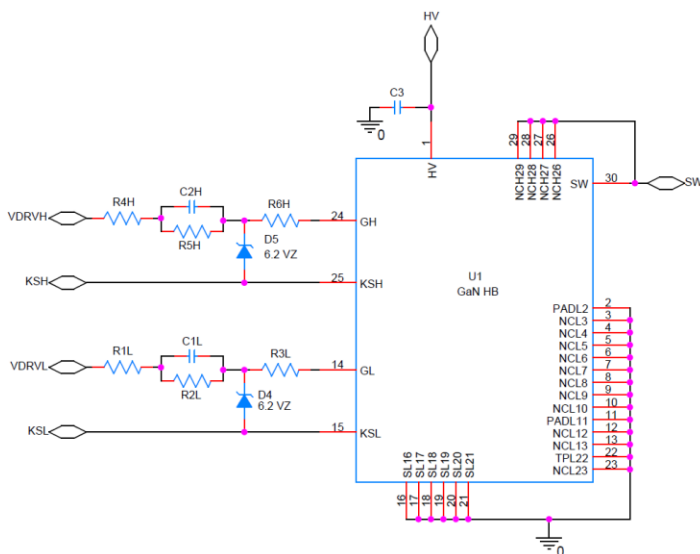 HV
C3
0
1
HV
29
28
27
26
NCH29
NCH28
NCH27
NCH26
SW
30
SW
VDRVH
R4H
C2H
R5H
R6H
24
GH
D5
6.2 VZ
KSH
25
KSH
U1
GaN HB
VDRVL
R1L
C1L
R2L
R3L
14
GL
D4
6.2 VZ
KSL
15
KSL
PADL2
2
NCL3
3
NCL4
4
NCL5
5
NCL6
6
NCL7
7
NCL8
8
NCL9
9
NCL10
10
PADL11
11
NCL12
12
NCL13
13
TPL22
22
NCL23
23
SL16
SL17
SL18
SL19
SL20
SL21
16
17
18
19
20
21
0